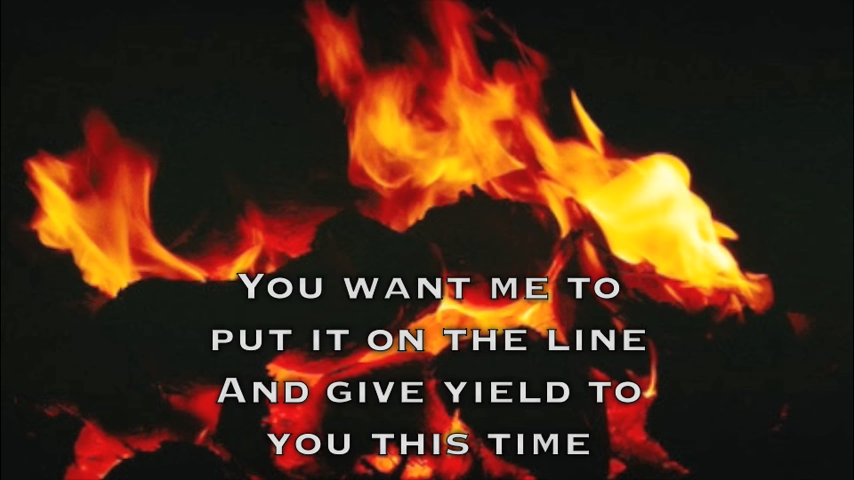 You want me to
put it on the line
And give yield to
you this time